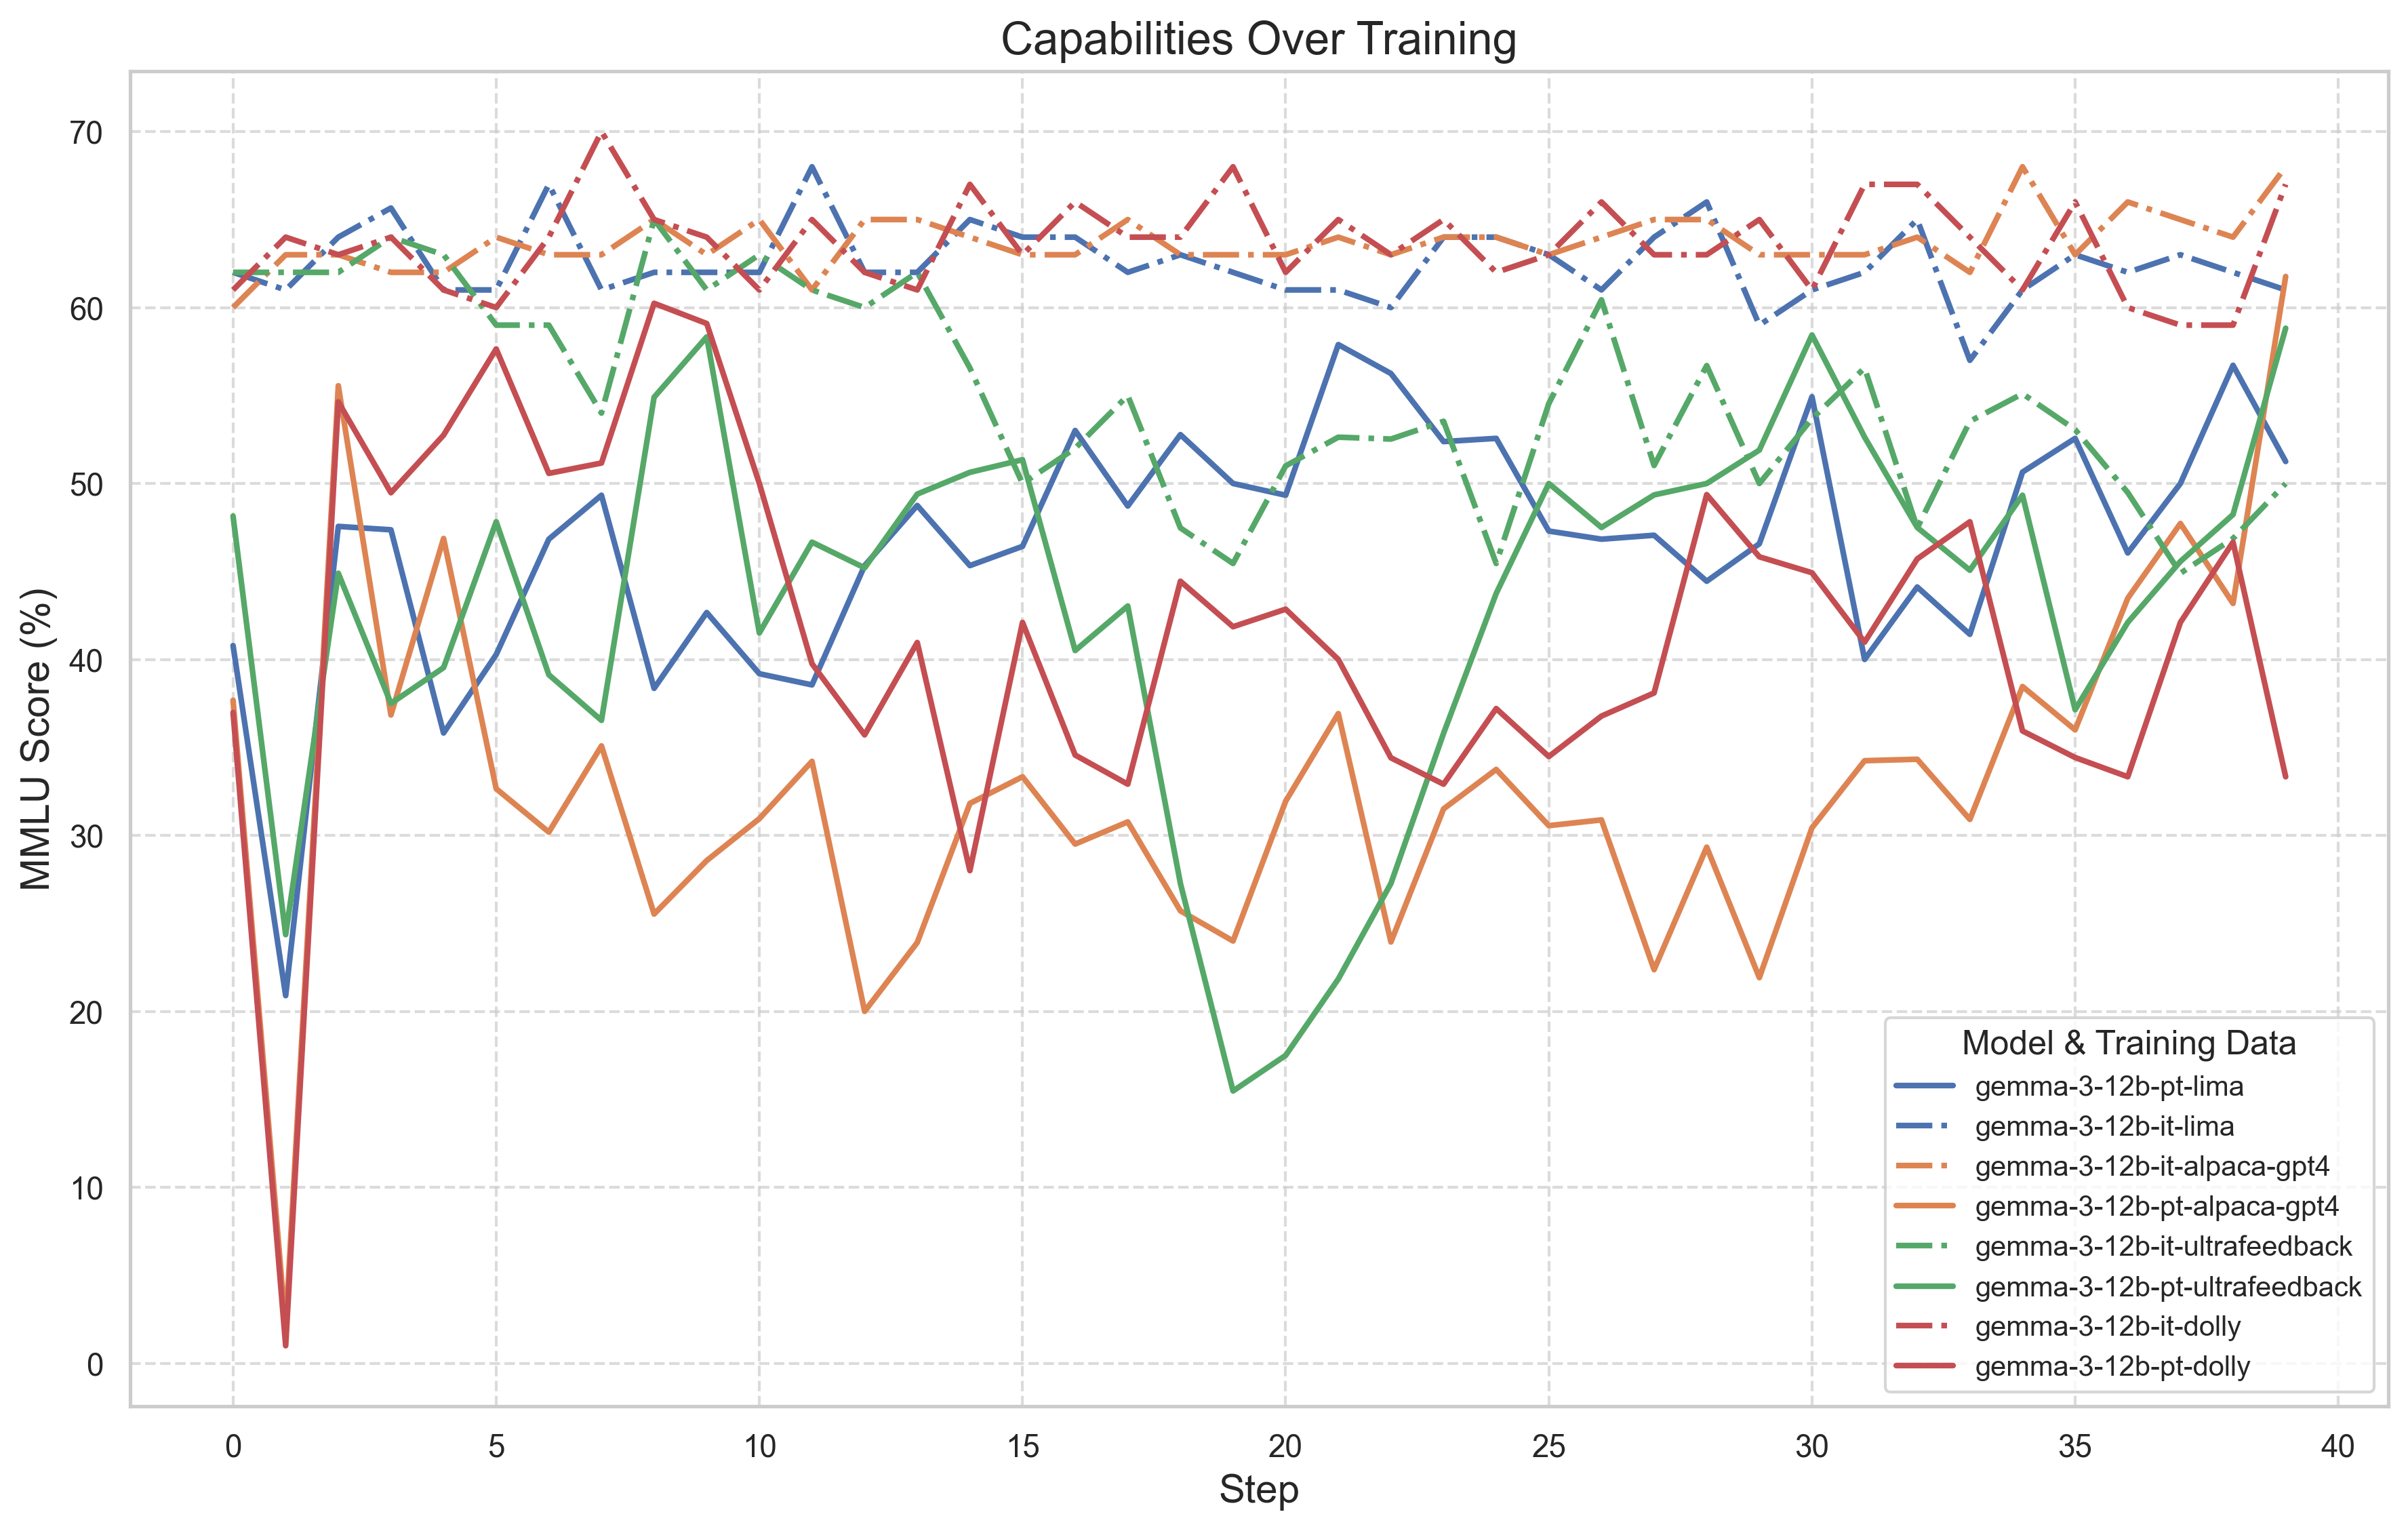 Capabilities Over Training
MMLU Score (%)
70
60
50
40
30
20
10
0
0 5 10 15 20 25 30 35 40
Step
Model & Training Data
gemma-3-12b-pt-lima
gemma-3-12b-it-lima
gemma-3-12b-it-alpaca-gpt4
gemma-3-12b-pt-alpaca-gpt4
gemma-3-12b-it-ultrafeedback
gemma-3-12b-pt-ultrafeedback
gemma-3-12b-it-dolly
gemma-3-12b-pt-dolly